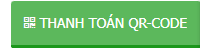 THANH TOÁN QR-CODE